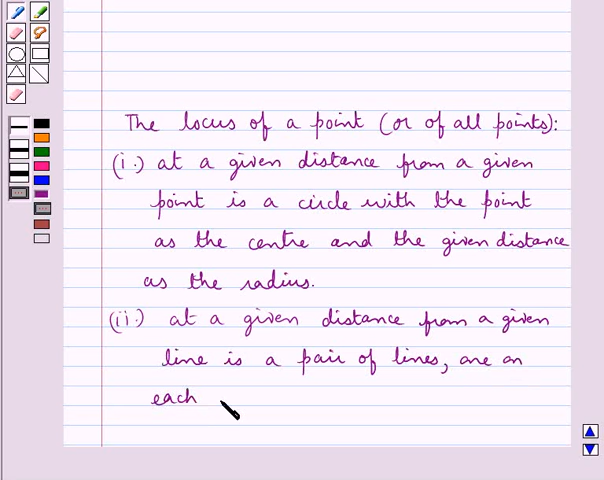 The locus of a point (or of all points):
(i.) at a given distance from a given
point is a circle with the point
as the centre and the given distance
as the radius.
(ii.) at a given distance from a given
line is a pair of lines, one on
each